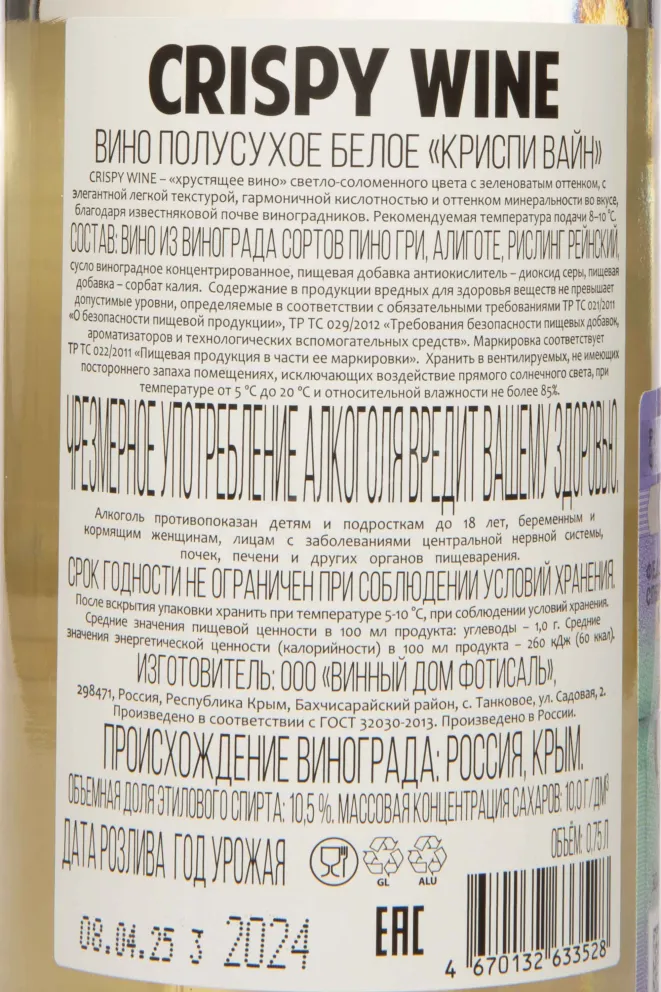 CRISPY WINE
ВИНО ПОЛУСУХОЕ БЕЛОЕ «КРИСПИ ВАЙН»
CRISPY WINE – «хрустящее вино» светло-соломенного цвета с зеленоватым оттенком, с
элегантной легкой текстурой, гармоничной кислотностью и оттенком минеральности во вкусе,
благодаря известняковой почве виноградников. Рекомендуемая температура подачи 8–10 °С.
СОСТАВ: ВИНО ИЗ ВИНОГРАДА СОРТОВ ПИНО ГРИ, АЛИГОТЕ, РИСЛИНГ РЕЙНСКИЙ,
сусло виноградное концентрированное, пищевая добавка антиокислитель – диоксид серы, пищевая
добавка – сорбат калия. Содержание в продукции вредных для здоровья веществ не превышает
допустимые уровни, определяемые в соответствии с обязательными требованиями ТР ТС 021/2011
«О безопасности пищевой продукции», ТР ТС 029/2012 «Требования безопасности пищевых добавок,
ароматизаторов и технологических вспомогательных средств». Маркировка соответствует
ТР ТС 022/2011 «Пищевая продукция в части ее маркировки». Хранить в вентилируемых, не имеющих
постороннего запаха помещениях, исключающих воздействие прямого солнечного света, при
температуре от 5 °С до 20 °С и относительной влажности не более 85%.
ЧРЕЗМЕРНОЕ УПОТРЕБЛЕНИЕ АЛКОГОЛЯ ВРЕДИТ ВАШЕМУ ЗДОРОВЬЮ.
Алкоголь противопоказан детям и подросткам до 18 лет, беременным и
кормящим женщинам, лицам с заболеваниями центральной нервной системы,
почек, печени и других органов пищеварения.
СРОК ГОДНОСТИ НЕ ОГРАНИЧЕН ПРИ СОБЛЮДЕНИИ УСЛОВИЙ ХРАНЕНИЯ.
После вскрытия упаковки хранить при температуре 5-10 °С, при соблюдении условий хранения.
Средние значения пищевой ценности в 100 мл продукта: углеводы – 1,0 г. Средние
значения энергетической ценности (калорийности) в 100 мл продукта – 260 кДж (60 ккал).
ИЗГОТОВИТЕЛЬ: ООО «ВИННЫЙ ДОМ ФОТИСАЛЬ»,
298471, Россия, Республика Крым, Бахчисарайский район, с. Танковое, ул. Садовая, 2.
Произведено в соответствии с ГОСТ 32030-2013. Произведено в России.
ПРОИСХОЖДЕНИЕ ВИНОГРАДА: РОССИЯ, КРЫМ.
ОБЪЕМНАЯ ДОЛЯ ЭТИЛОВОГО СПИРТА: 10,5 %. МАССОВАЯ КОНЦЕНТРАЦИЯ САХАРОВ: 10,0 Г/ДМ³
ОБЪЁМ: 0,75 Л
ДАТА РОЗЛИВА ГОД УРОЖАЯ
GL ALU
08.04.25 3 2024
ЕАС
4 670132 633528